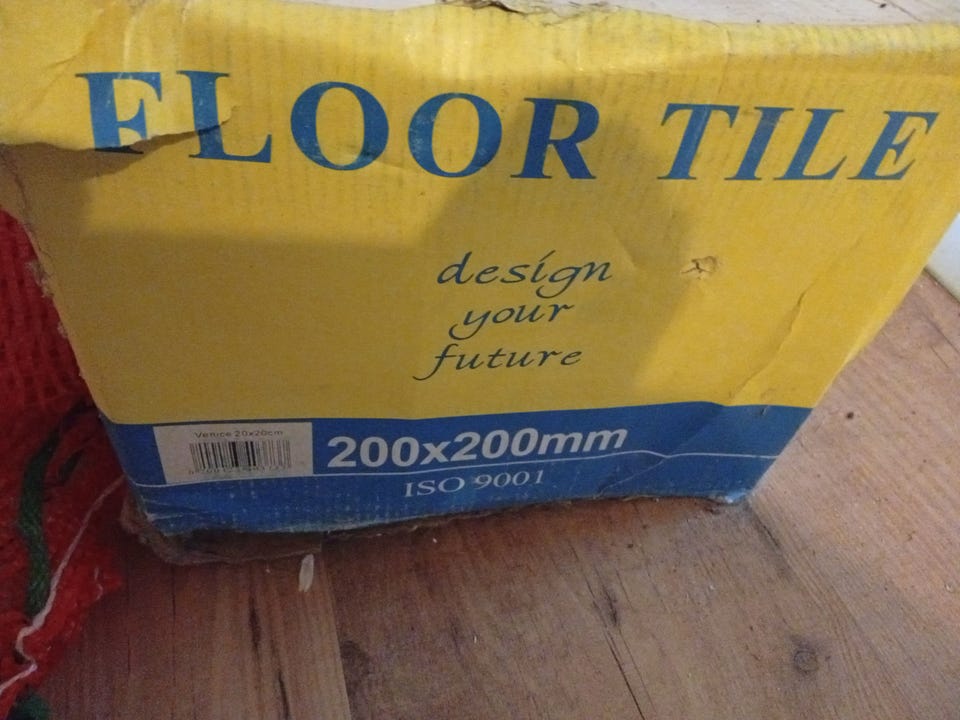 FLOOR TILE
design
your
future
Venice 20x20cm
200x200mm
ISO 9001